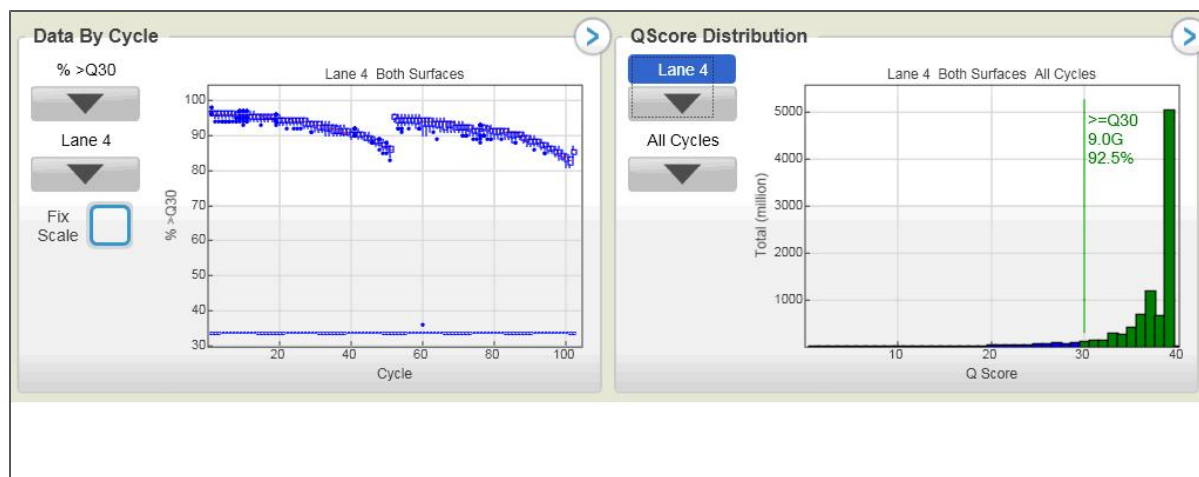 Data By Cycle
% >Q30
Lane 4
Fix
Scale
Lane 4 Both Surfaces
% >Q30
100
90
80
70
60
50
40
30
20
40
60
80
100
Cycle
QScore Distribution
Lane 4
All Cycles
Lane 4 Both Surfaces All Cycles
Total (million)
5000
4000
3000
2000
1000
>=Q30
9.0G
92.5%
10
20
30
40
Q Score